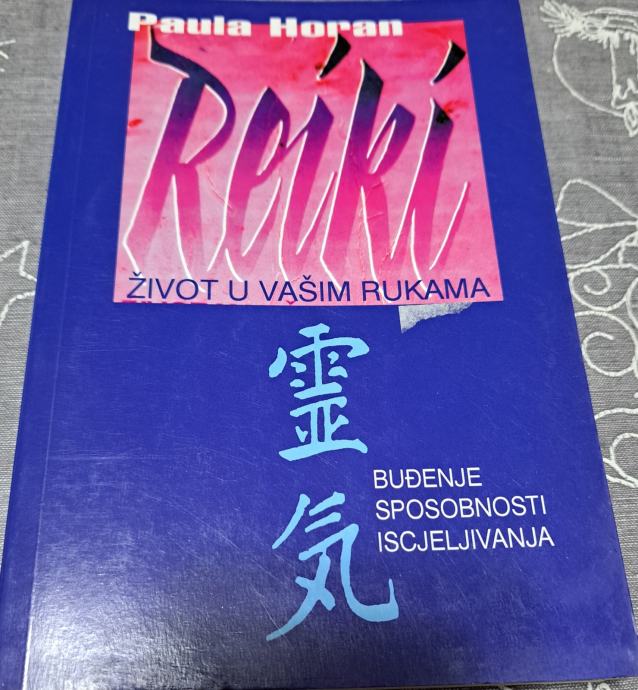 Paula Horan
Reiki
ŽIVOT U VAŠIM RUKAMA
霊
気
BUĐENJE
SPOSOBNOSTI
ISCJELJIVANJA